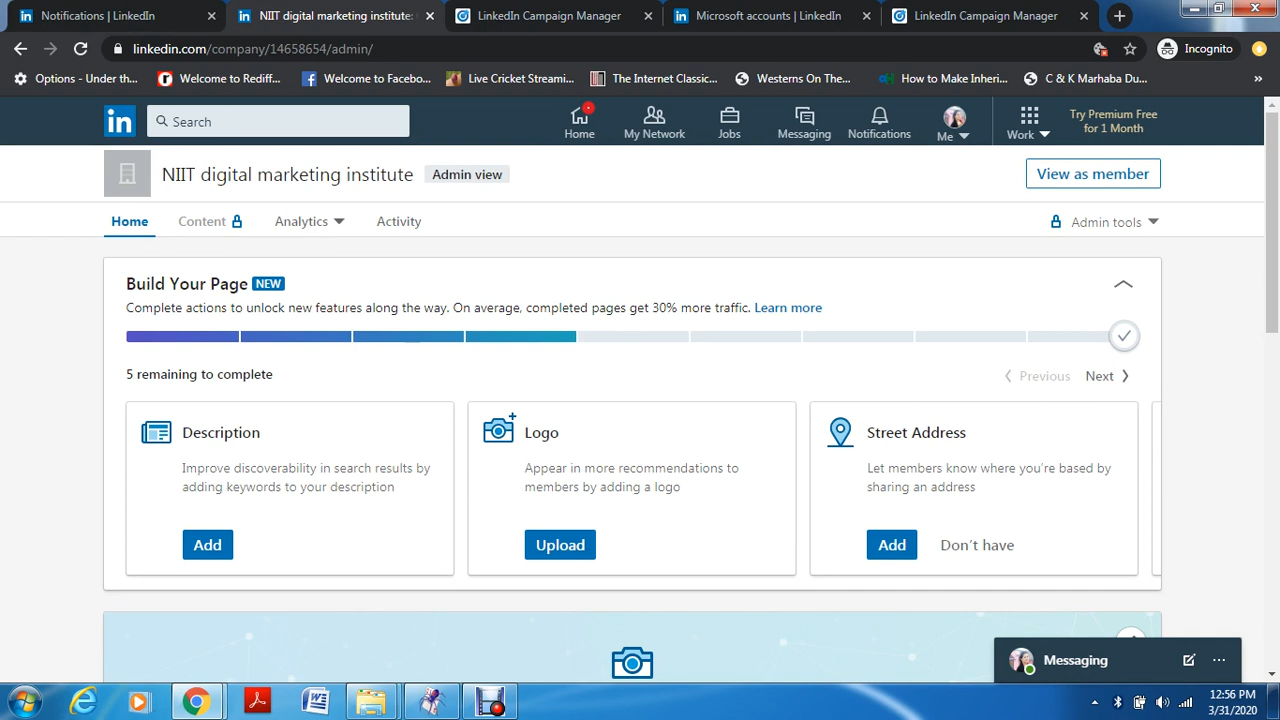 Notifications | LinkedIn
NIIT digital marketing institute:
LinkedIn Campaign Manager
Microsoft accounts | LinkedIn
LinkedIn Campaign Manager
linkedin.com/company/14658654/admin/
Incognito
Options - Under th...
Welcome to Rediff...
Welcome to Facebo...
Live Cricket Streami...
The Internet Classic...
Westerns On The...
How to Make Inheri...
C & K Marhaba Du...
»
in
Search
Home
My Network
Jobs
Messaging
Notifications
Me
Work
Try Premium Free
for 1 Month
NIIT digital marketing institute
Admin view
View as member
Home
Content
Analytics
Activity
Admin tools
Build Your Page NEW
Complete actions to unlock new features along the way. On average, completed pages get 30% more traffic. Learn more
5 remaining to complete
Previous
Next
Description
Improve discoverability in search results by
adding keywords to your description
Add
Logo
Appear in more recommendations to
members by adding a logo
Upload
Street Address
Let members know where you're based by
sharing an address
Add
Don't have
Messaging
12:56 PM
3/31/2020